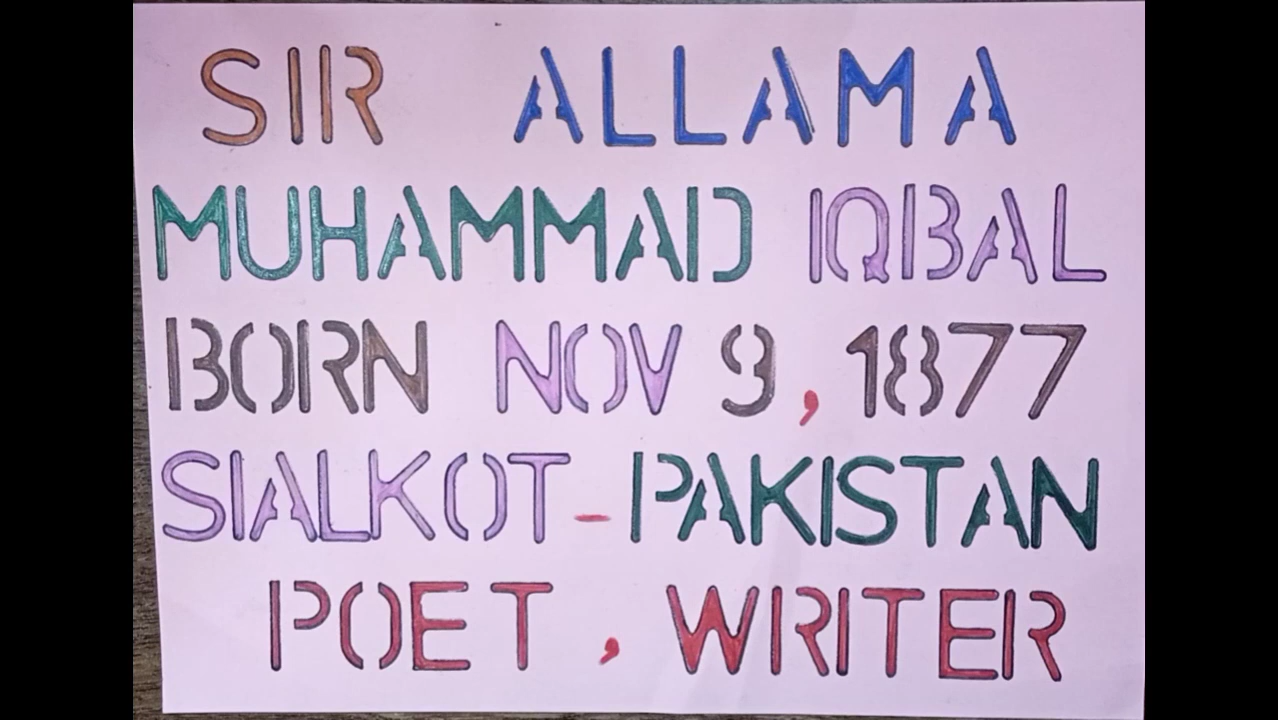 SIR ALLAMA
MUHAMMAD IQBAL
BORN NOV 9, 1877
SIALKOT - PAKISTAN
POET, WRITER